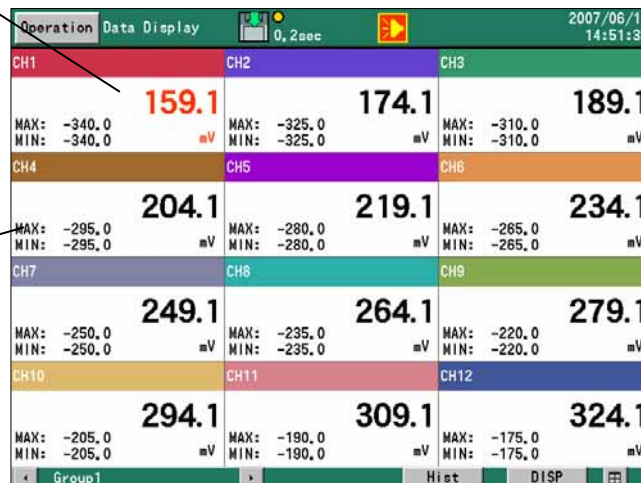 Operation Data Display 0.2sec 2007/06/1
14:51:3
CH1 CH2 CH3
159.1 174.1 189.1
MAX: -340.0 MAX: -325.0 MAX: -310.0
MIN: -340.0 mV MIN: -325.0 mV MIN: -310.0 mV
CH4 CH5 CH6
204.1 219.1 234.1
MAX: -295.0 MAX: -280.0 MAX: -265.0
MIN: -295.0 mV MIN: -280.0 mV MIN: -265.0 mV
CH7 CH8 CH9
249.1 264.1 279.1
MAX: -250.0 MAX: -235.0 MAX: -220.0
MIN: -250.0 mV MIN: -235.0 mV MIN: -220.0 mV
CH10 CH11 CH12
294.1 309.1 324.1
MAX: -205.0 MAX: -190.0 MAX: -175.0
MIN: -205.0 mV MIN: -190.0 mV MIN: -175.0 mV
Group1 Hist DISP